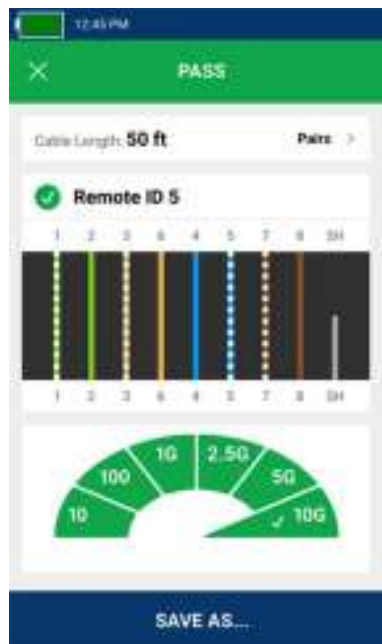 12:45 PM
PASS
Cable Length: 50 ft Pairs >
Remote ID 5
1 2 3 6 4 5 7 8 SH
1 2 3 6 4 5 7 8 SH
10 100 1G 2.5G 5G 10G
SAVE AS...